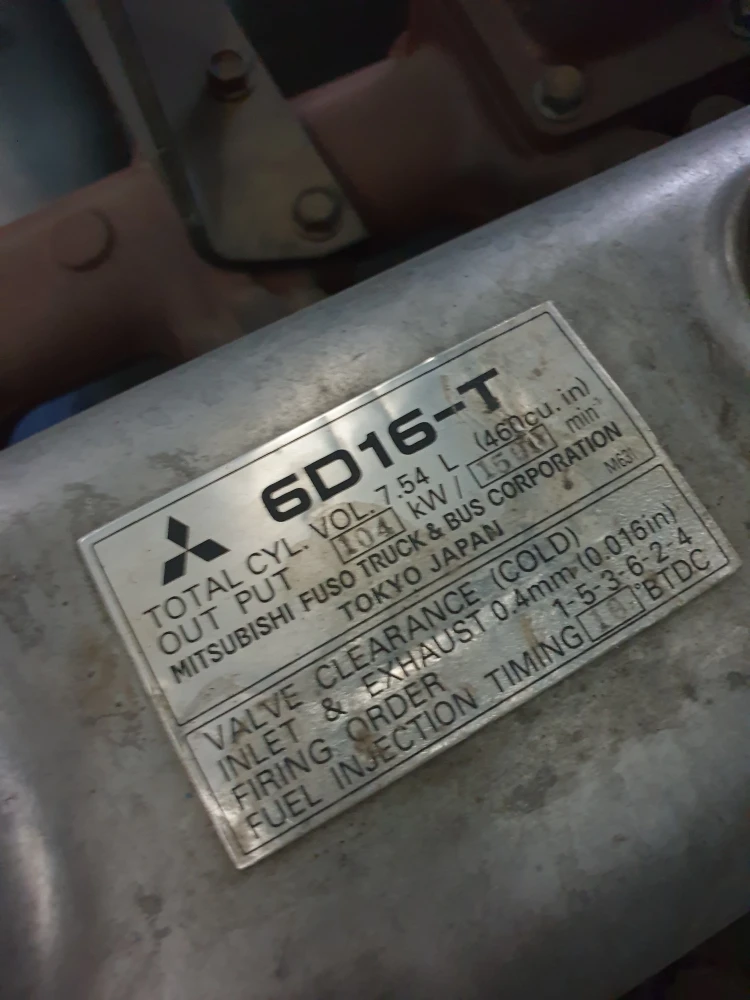 6D16-T
TOTAL CYL. VOL. 7.54 L (460cu.in)
OUT PUT 104 kW / min⁻¹
MITSUBISHI FUSO TRUCK & BUS CORPORATION
TOKYO JAPAN M631
VALVE CLEARANCE (COLD)
INLET & EXHAUST 0.4mm (0.016in)
FIRING ORDER 1-5-3-6-2-4
FUEL INJECTION TIMING °BTDC